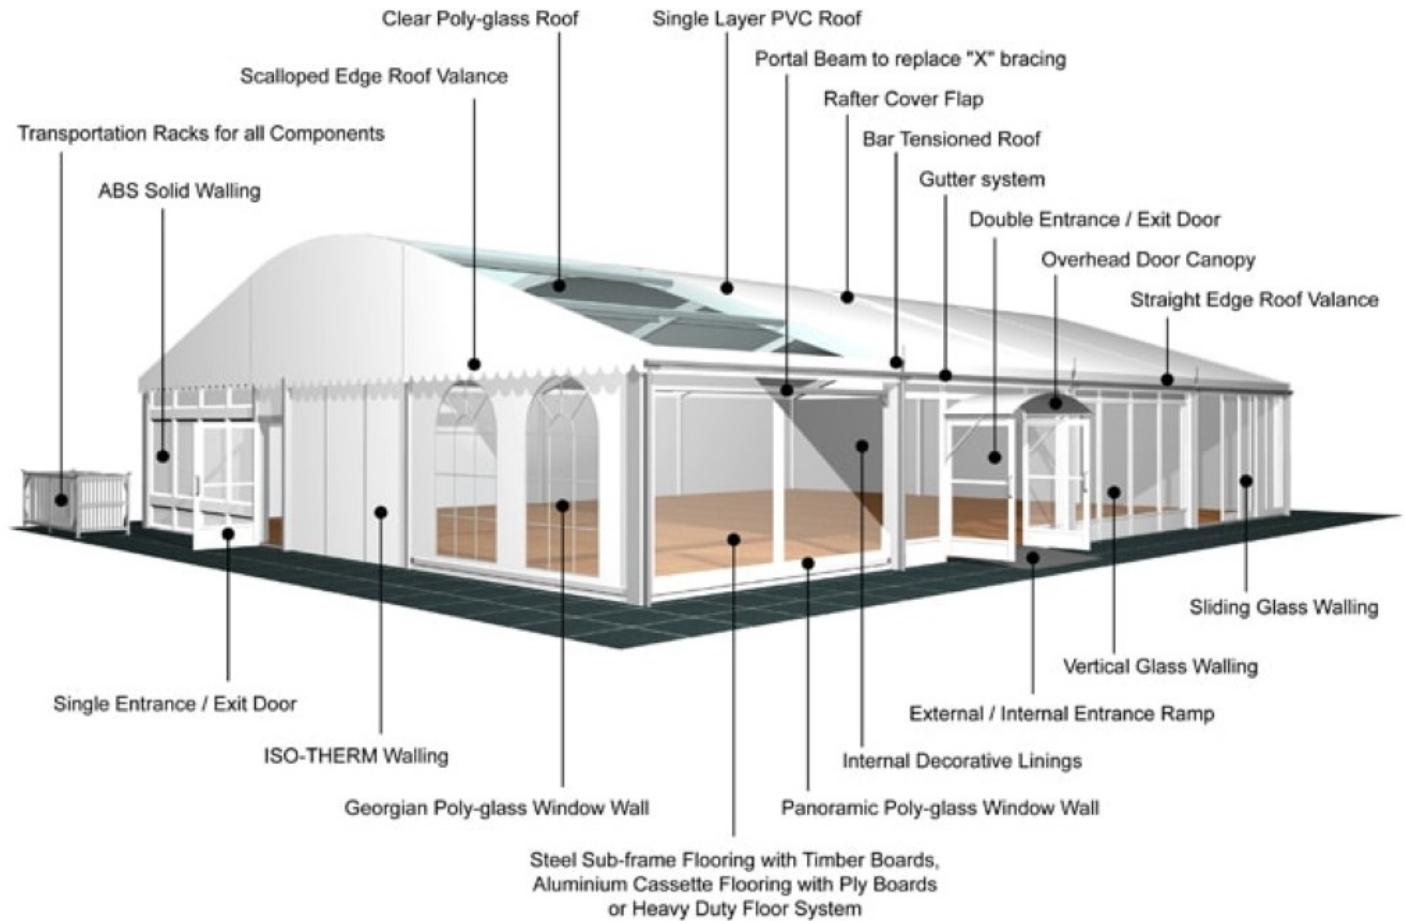 Clear Poly-glass Roof
Single Layer PVC Roof
Portal Beam to replace "X" bracing
Scalloped Edge Roof Valance
Rafter Cover Flap
Transportation Racks for all Components
Bar Tensioned Roof
ABS Solid Walling
Gutter system
Double Entrance / Exit Door
Overhead Door Canopy
Straight Edge Roof Valance
Sliding Glass Walling
Vertical Glass Walling
Single Entrance / Exit Door
External / Internal Entrance Ramp
ISO-THERM Walling
Internal Decorative Linings
Georgian Poly-glass Window Wall
Panoramic Poly-glass Window Wall
Steel Sub-frame Flooring with Timber Boards,
Aluminium Cassette Flooring with Ply Boards
or Heavy Duty Floor System